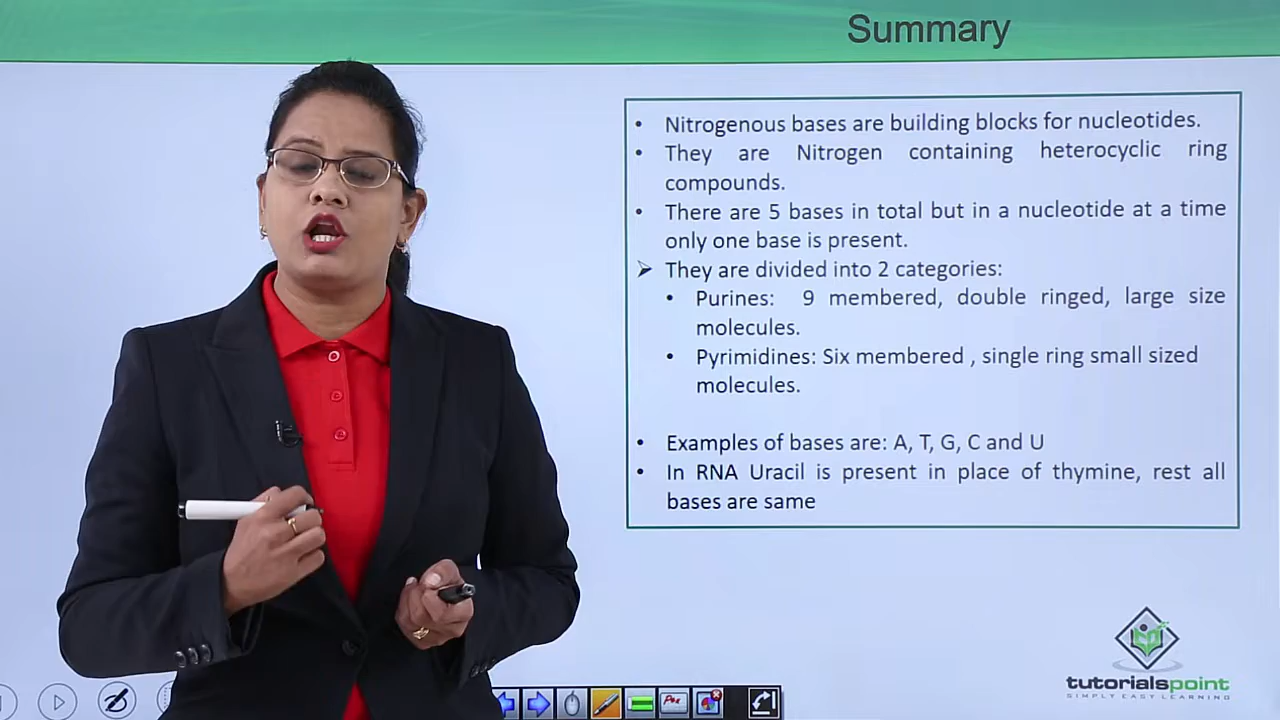 Summary
• Nitrogenous bases are building blocks for nucleotides.
• They are Nitrogen containing heterocyclic ring
compounds.
• There are 5 bases in total but in a nucleotide at a time
only one base is present.
➢ They are divided into 2 categories:
• Purines: 9 membered, double ringed, large size
molecules.
• Pyrimidines: Six membered , single ring small sized
molecules.
• Examples of bases are: A, T, G, C and U
• In RNA Uracil is present in place of thymine, rest all
bases are same
tutorialspoint
SIMPLY EASY LEARNING